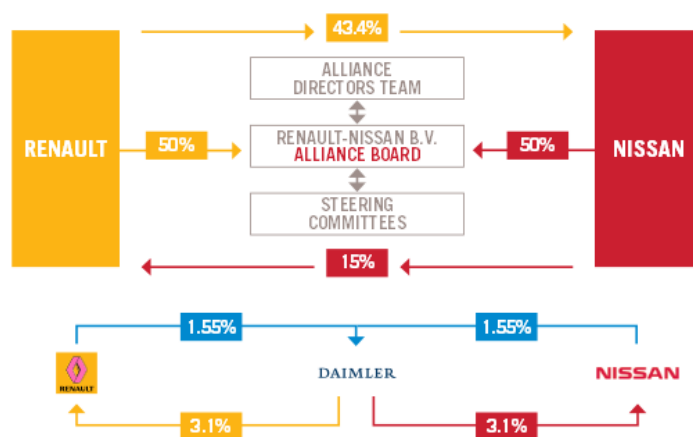 43.4%
ALLIANCE
DIRECTORS TEAM
RENAULT
50%
RENAULT-NISSAN B.V.
ALLIANCE BOARD
50%
NISSAN
STEERING
COMMITTEES
15%
1.55%
1.55%
RENAULT
DAIMLER
NISSAN
3.1%
3.1%